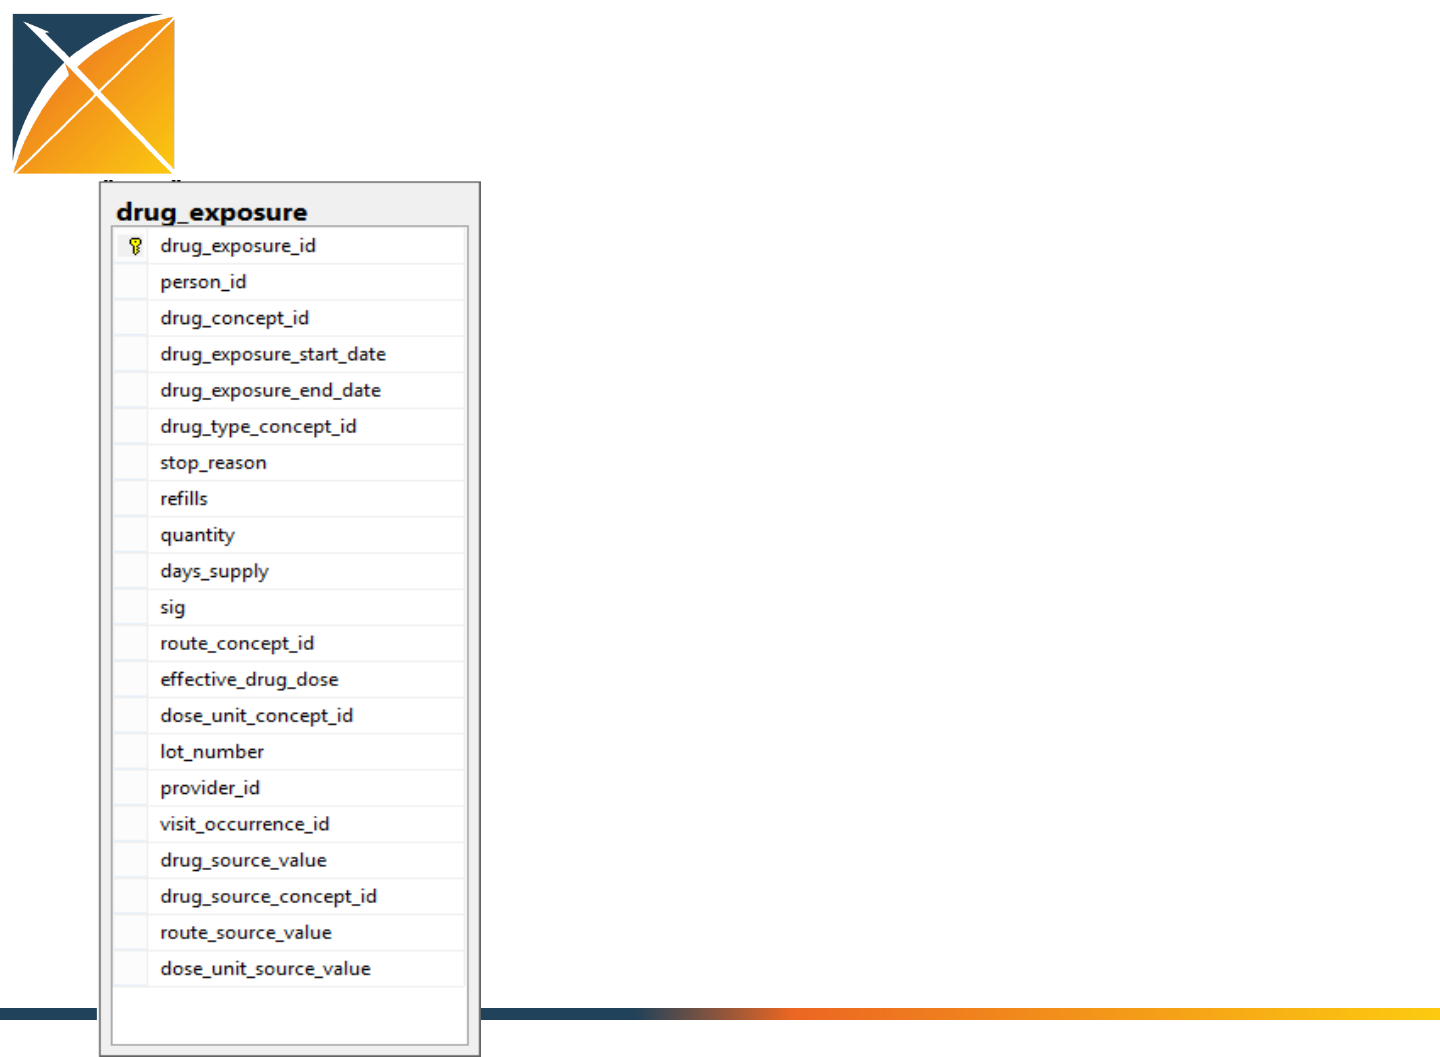 drug_exposure
drug_exposure_id
person_id
drug_concept_id
drug_exposure_start_date
drug_exposure_end_date
drug_type_concept_id
stop_reason
refills
quantity
days_supply
sig
route_concept_id
effective_drug_dose
dose_unit_concept_id
lot_number
provider_id
visit_occurrence_id
drug_source_value
drug_source_concept_id
route_source_value
dose_unit_source_value